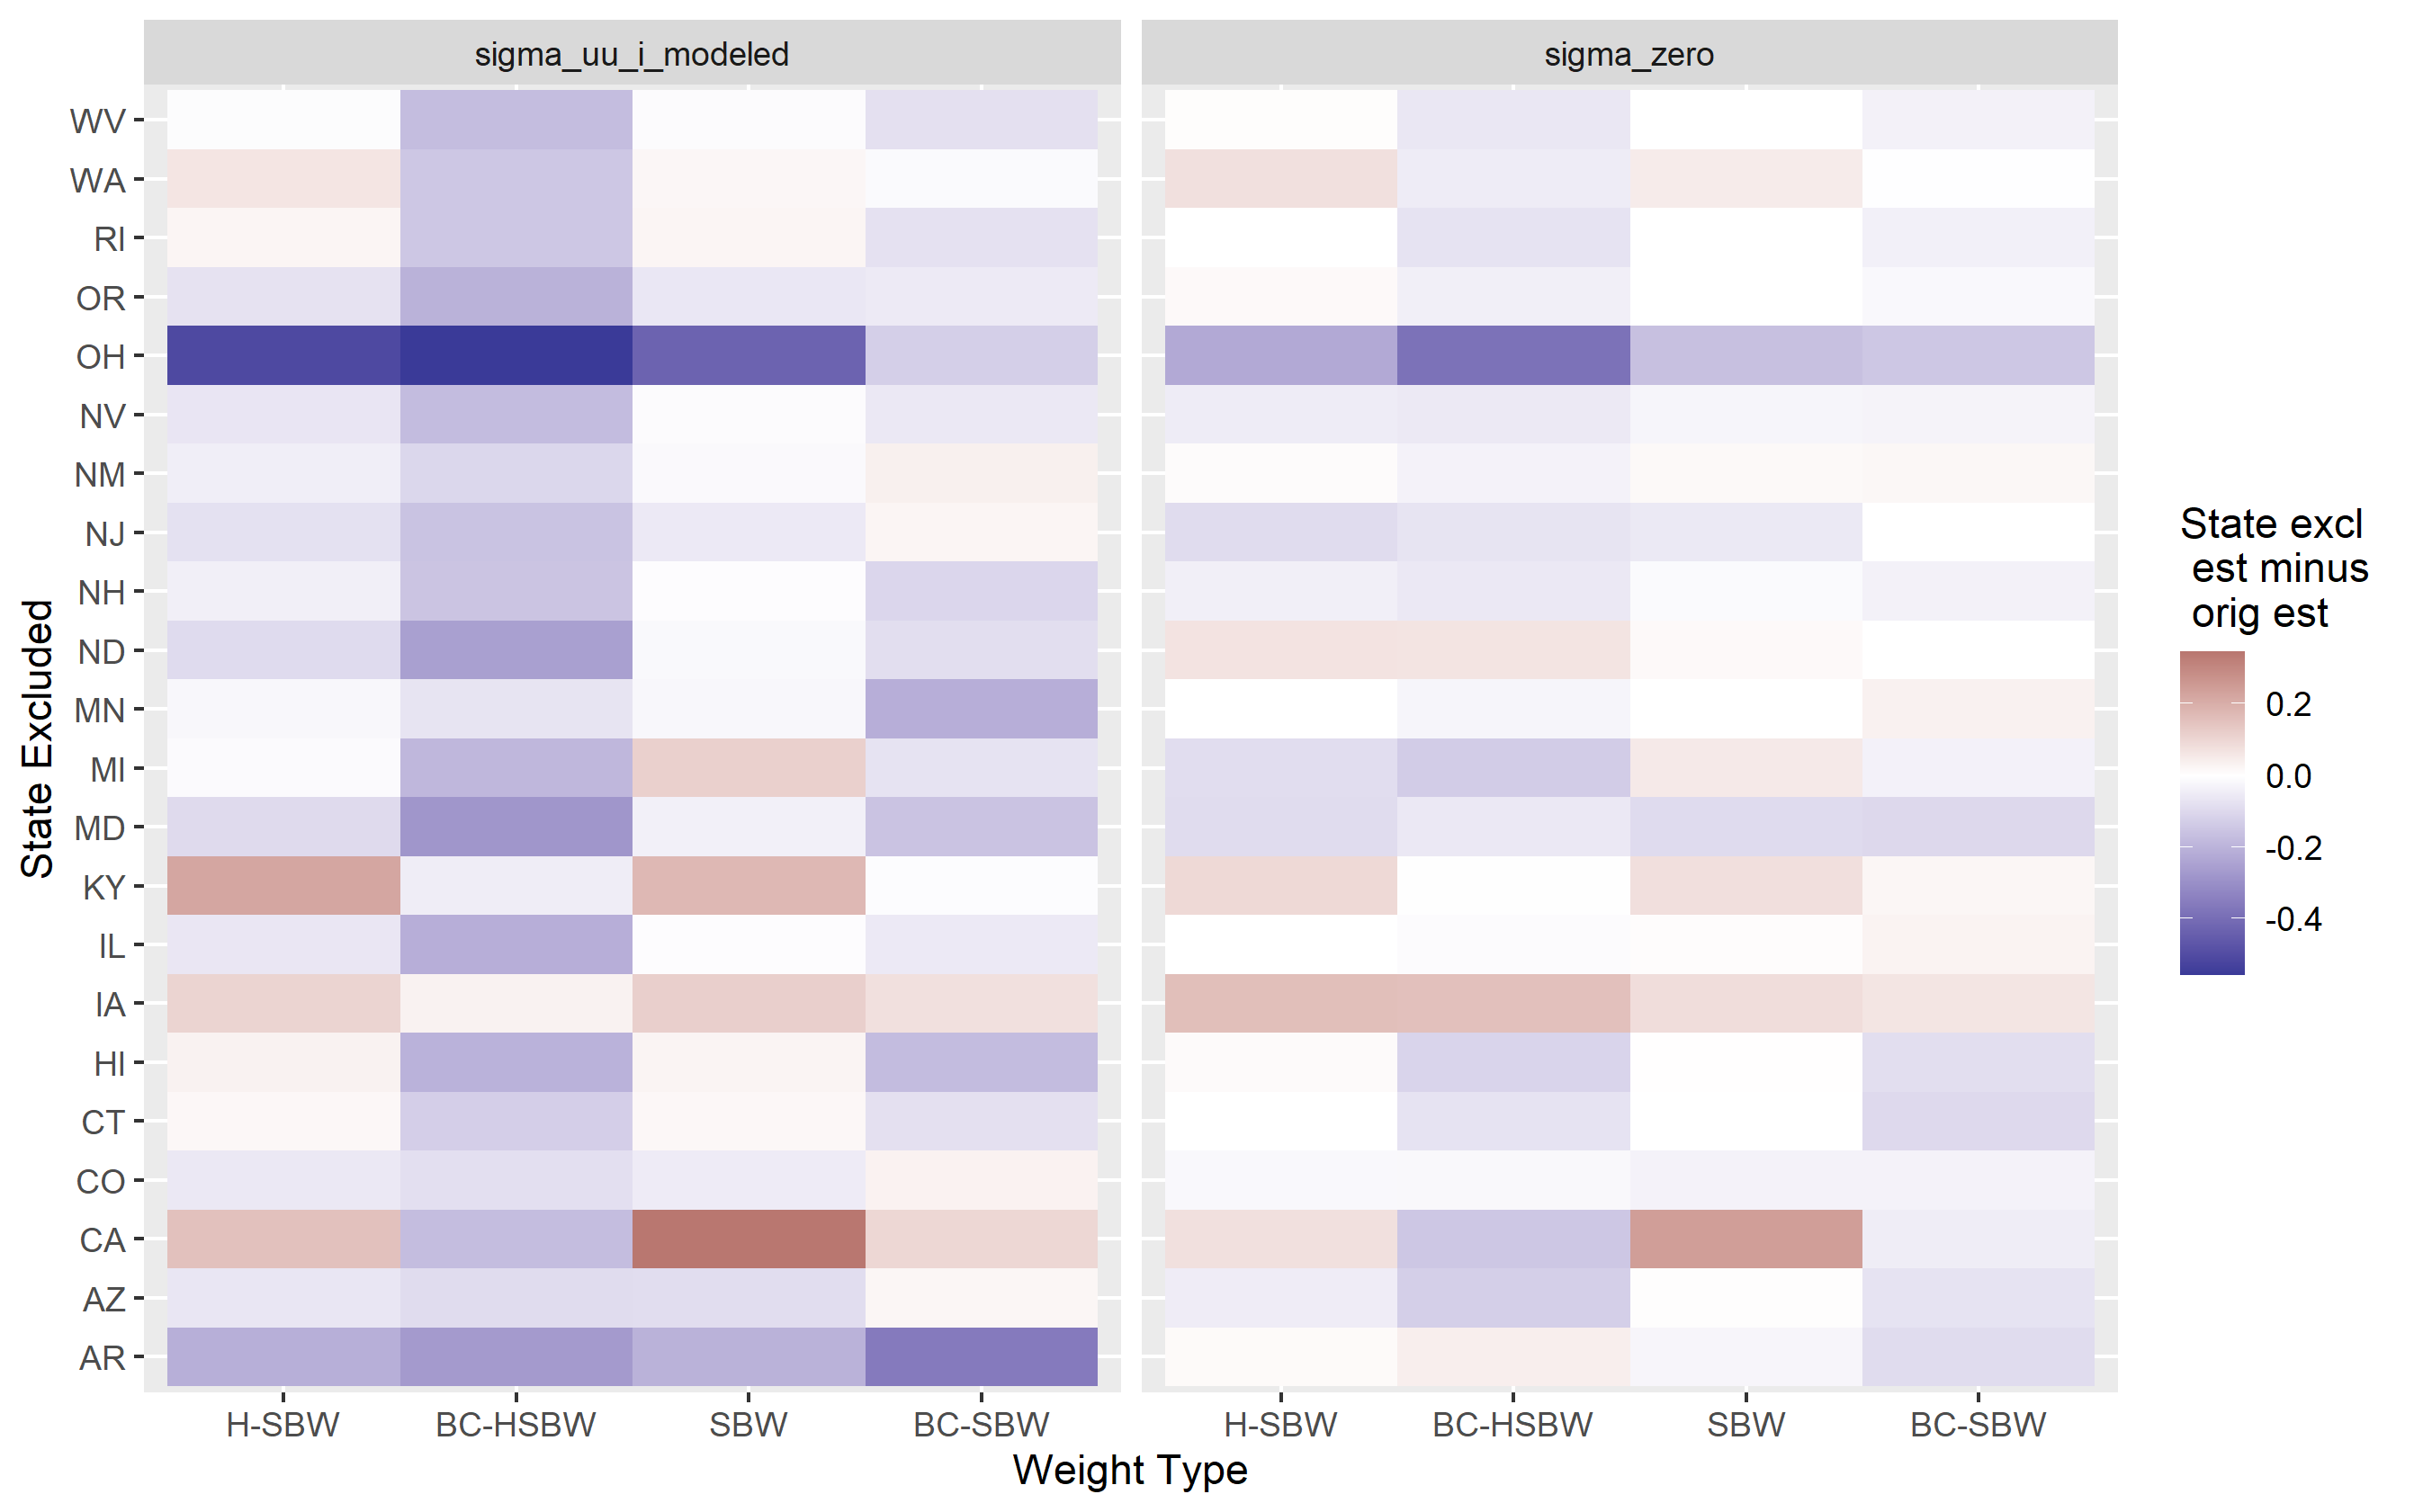 sigma_uu_i_modeled
sigma_zero
WV
WA
RI
OR
OH
NV
NM
NJ
NH
ND
MN
MI
MD
KY
IL
IA
HI
CT
CO
CA
AZ
AR
State Excluded
H-SBW
BC-HSBW
SBW
BC-SBW
H-SBW
BC-HSBW
SBW
BC-SBW
Weight Type
State excl
est minus
orig est
0.2
0.0
-0.2
-0.4